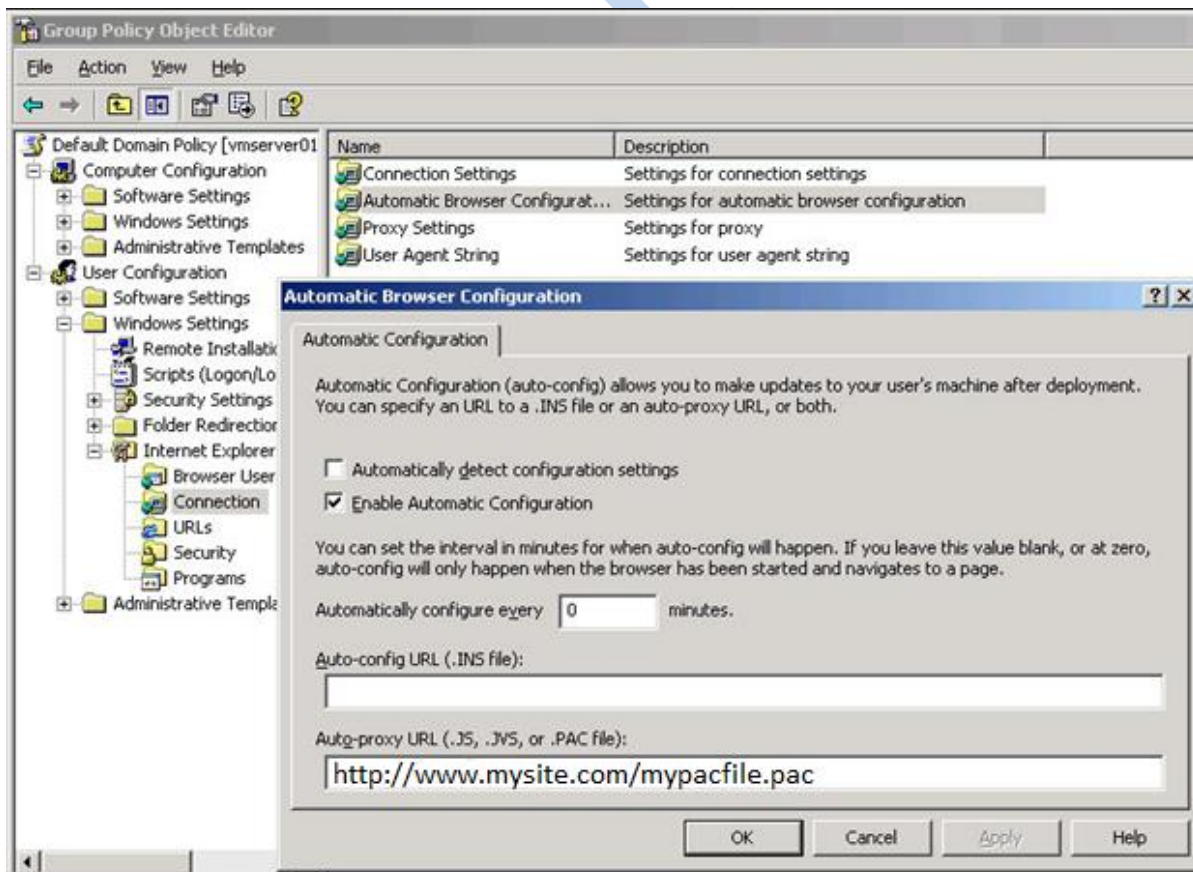 Group Policy Object Editor
File Action View Help
Default Domain Policy [vmserver01
Computer Configuration
Software Settings
Windows Settings
Administrative Templates
User Configuration
Software Settings
Windows Settings
Remote Installatic
Scripts (Logon/Lo
Security Settings
Folder Redirection
Internet Explorer
Browser User
Connection
URLs
Security
Programs
Administrative Templa
Name Description
Connection Settings Settings for connection settings
Automatic Browser Configurat... Settings for automatic browser configuration
Proxy Settings Settings for proxy
User Agent String Settings for user agent string
Automatic Browser Configuration
Automatic Configuration
Automatic Configuration (auto-config) allows you to make updates to your user's machine after deployment.
You can specify an URL to a .INS file or an auto-proxy URL, or both.
Automatically detect configuration settings
Enable Automatic Configuration
You can set the interval in minutes for when auto-config will happen. If you leave this value blank, or at zero,
auto-config will only happen when the browser has been started and navigates to a page.
Automatically configure every 0 minutes.
Auto-config URL (.INS file):
Auto-proxy URL (.JS, .JVS, or .PAC file):
http://www.mysite.com/mypacfile.pac
OK Cancel Apply Help